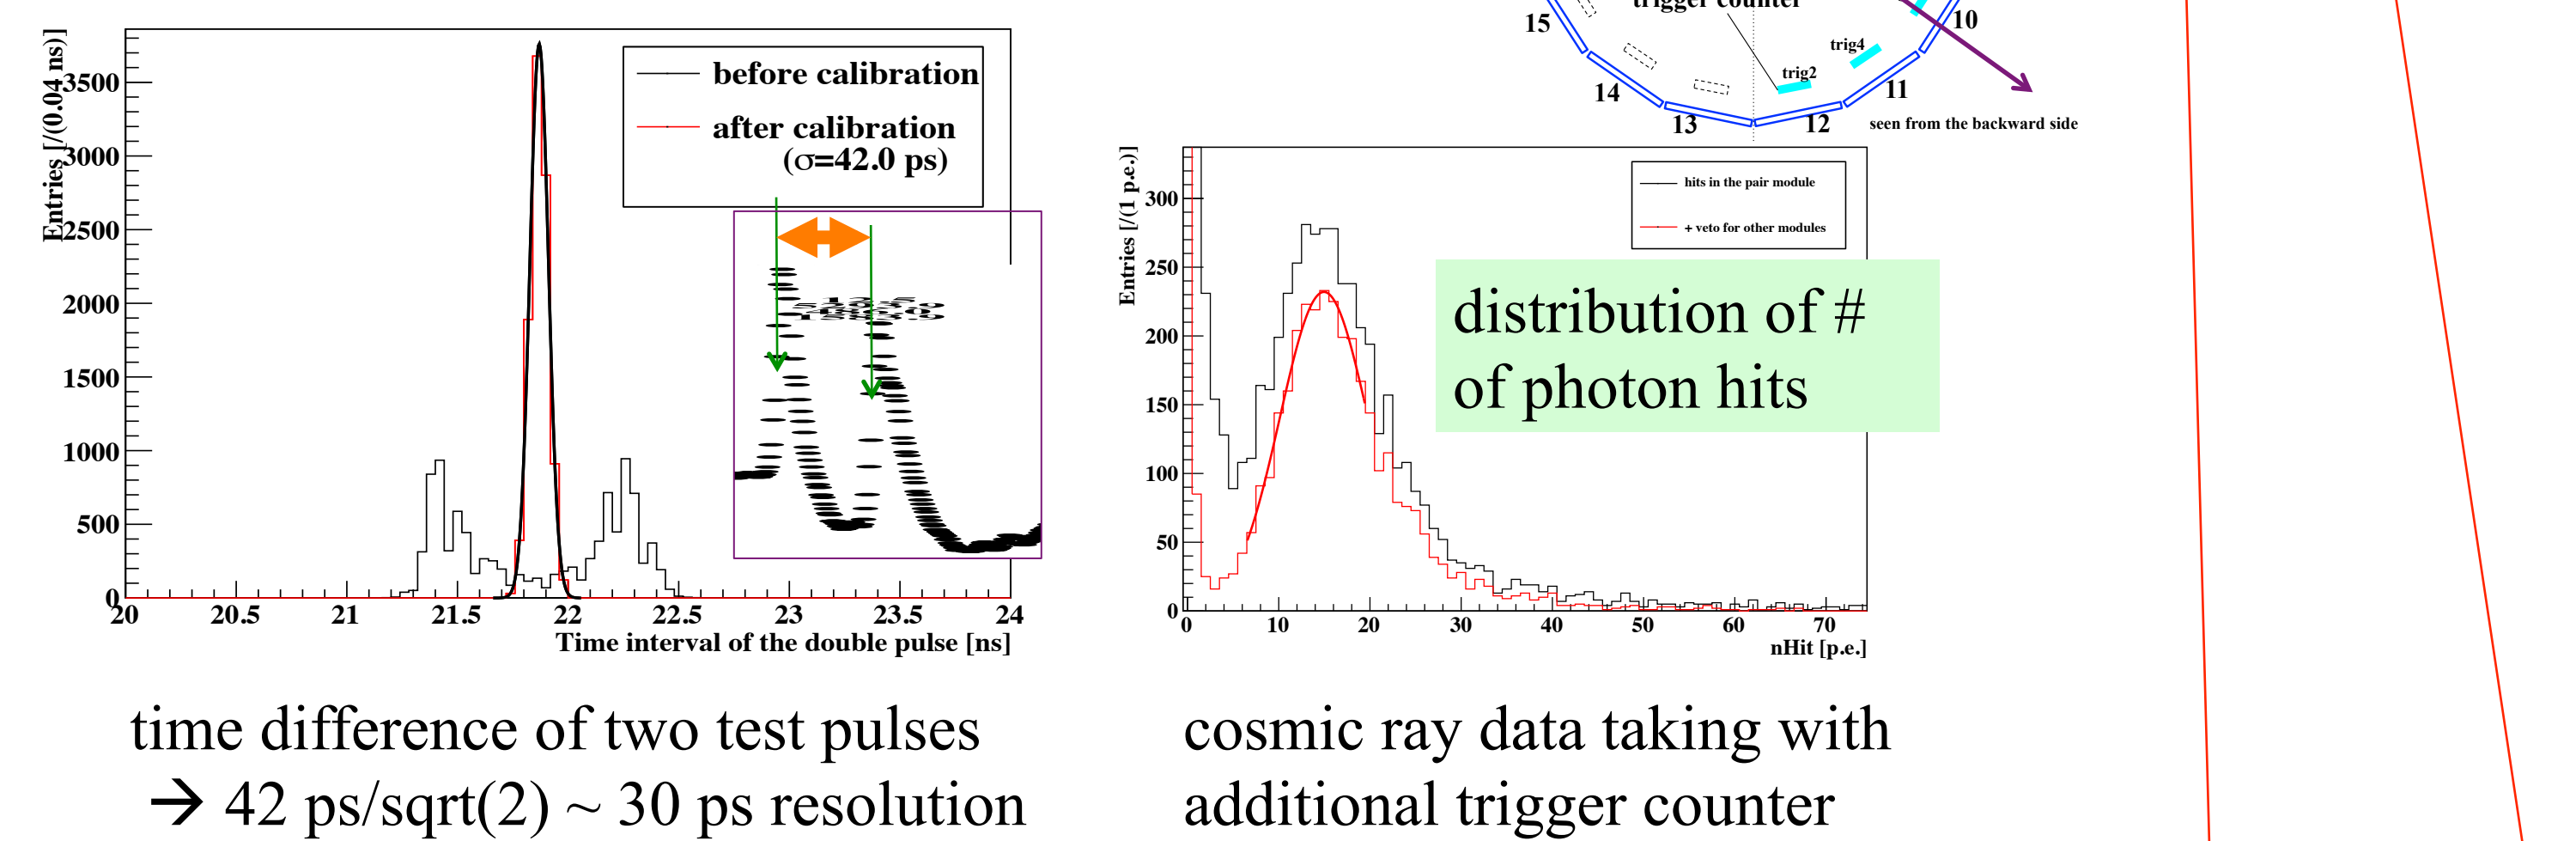 Entries [/(0.04 ns)]
3500
3000
2500
2000
1500
1000
500
0
before calibration
after calibration
(σ=42.0 ps)
20 20.5 21 21.5 22 22.5 23 23.5 24
Time interval of the double pulse [ns]
time difference of two test pulses
→ 42 ps/sqrt(2) ~ 30 ps resolution
trigger counter
15
10
trig4
trig2
14
11
13
12
seen from the backward side
Entries [/(1 p.e.)]
300
250
200
150
100
50
0
hits in the pair module
+ veto for other modules
distribution of #
of photon hits
0 10 20 30 40 50 60 70
nHit [p.e.]
cosmic ray data taking with
additional trigger counter